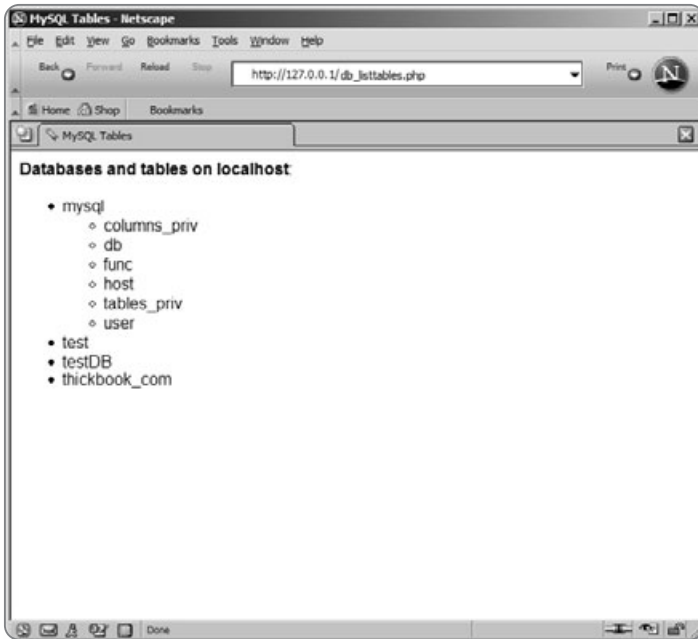 MySQL Tables - Netscape
File Edit View Go Bookmarks Tools Window Help
Back Forward Reload Stop http://127.0.0.1/db_listtables.php Print N
Home Shop Bookmarks
MySQL Tables
Databases and tables on localhost:
• mysql
◦ columns_priv
◦ db
◦ func
◦ host
◦ tables_priv
◦ user
• test
• testDB
• thickbook_com
Done